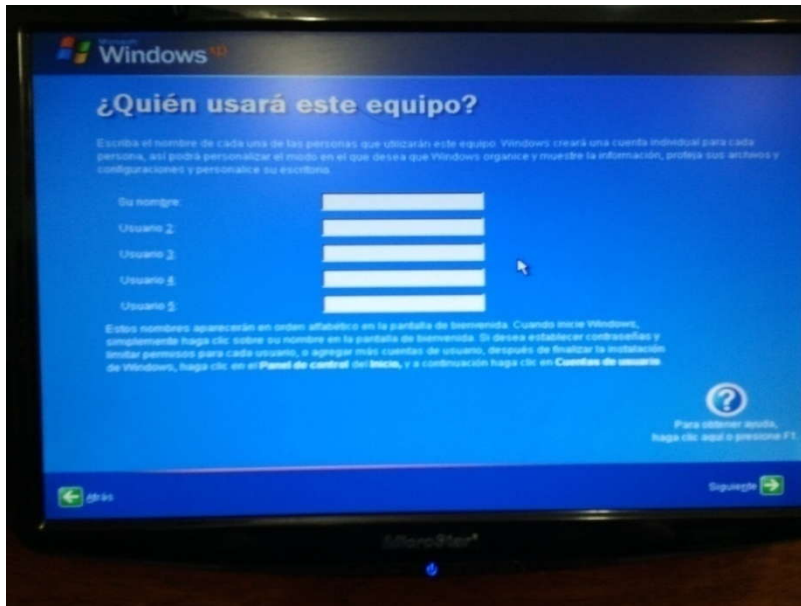 Microsoft
Windows xp
¿Quién usará este equipo?
Escriba el nombre de cada una de las personas que utilizarán este equipo. Windows creará una cuenta individual para cada
persona, así podrá personalizar el modo en el que desea que Windows organice y muestre la información, proteja sus archivos y
configuraciones y personalice su escritorio.
Su nombre:
Usuario 2:
Usuario 3:
Usuario 4:
Usuario 5:
Estos nombres aparecerán en orden alfabético en la pantalla de bienvenida. Cuando inicie Windows,
simplemente haga clic sobre su nombre en la pantalla de bienvenida. Si desea establecer contraseñas y
limitar permisos para cada usuario, o agregar más cuentas de usuario, después de finalizar la instalación
de Windows, haga clic en el Panel de control del Inicio, y a continuación haga clic en Cuentas de usuario.
?
Para obtener ayuda,
haga clic aquí o presione F1.
Atrás
Siguiente
MicroStar